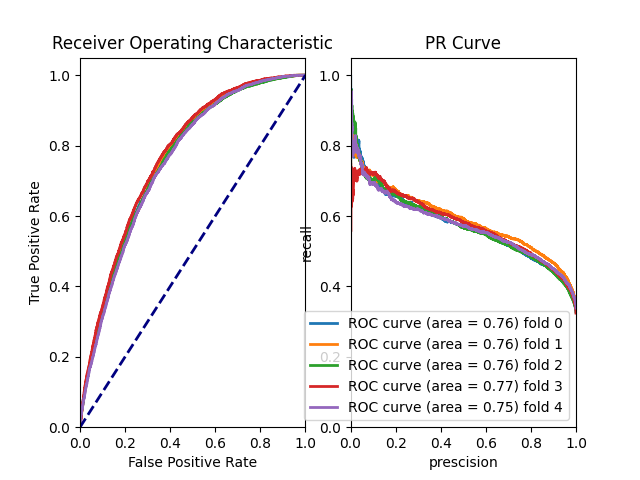 Receiver Operating Characteristic
PR Curve
1.0
0.8
0.6
0.4
0.2
0.0
True Positive Rate
0.0 0.2 0.4 0.6 0.8 1.0
False Positive Rate
1.0
0.8
0.6
0.4
0.2
0.0
recall
0.0 0.2 0.4 0.6 0.8 1.0
prescision
ROC curve (area = 0.76) fold 0
ROC curve (area = 0.76) fold 1
ROC curve (area = 0.76) fold 2
ROC curve (area = 0.77) fold 3
ROC curve (area = 0.75) fold 4